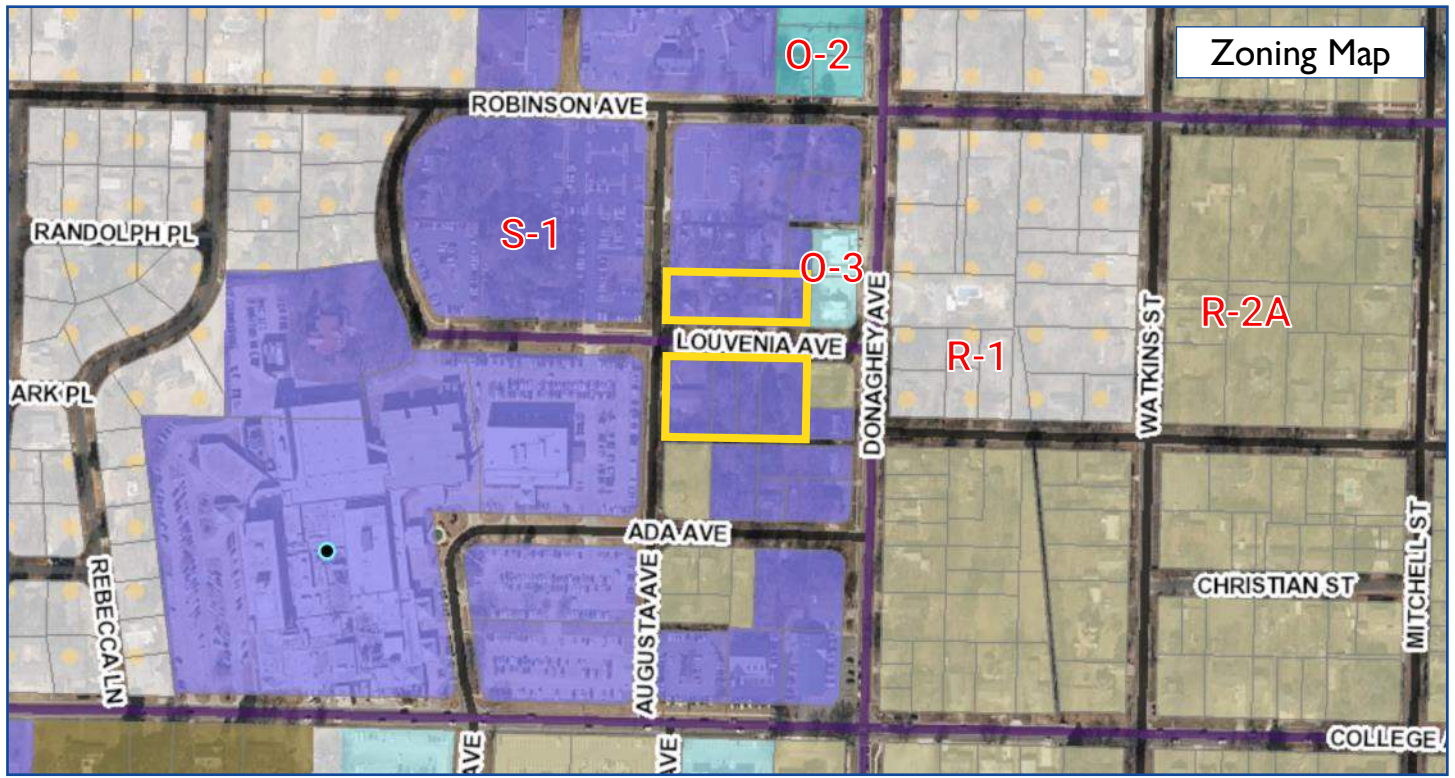 O-2
Zoning Map
ROBINSON AVE
RANDOLPH PL
S-1
O-3
DONAGHEY AVE
WATKINS ST
R-2A
LOUVENIA AVE
R-1
ARK PL
ADA AVE
AUGUSTA AVE
REBECCA LN
CHRISTIAN ST
MITCHELL ST
AVE
AVE
COLLEGE A